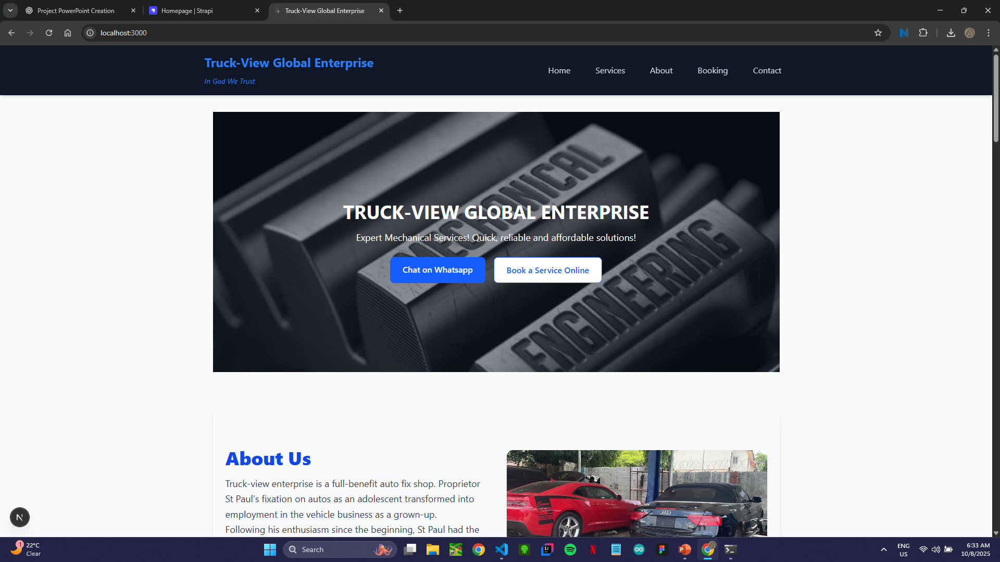 Project PowerPoint Creation
Homepage | Strapi
Truck-View Global Enterprise
localhost:3000
Truck-View Global Enterprise
In God We Trust
Home
Services
About
Booking
Contact
MECHANICAL
ENGINEERING
TRUCK-VIEW GLOBAL ENTERPRISE
Expert Mechanical Services! Quick, reliable and affordable solutions!
Chat on Whatsapp
Book a Service Online
About Us
Truck-view enterprise is a full-benefit auto fix shop. Proprietor
St Paul’s fixation on autos as an adolescent transformed into
employment in the vehicle business as a grown-up.
Following his enthusiasm since the beginning, St Paul had the
N
1
22°C
Clear
Search
ENG
US
6:33 AM
10/8/2025